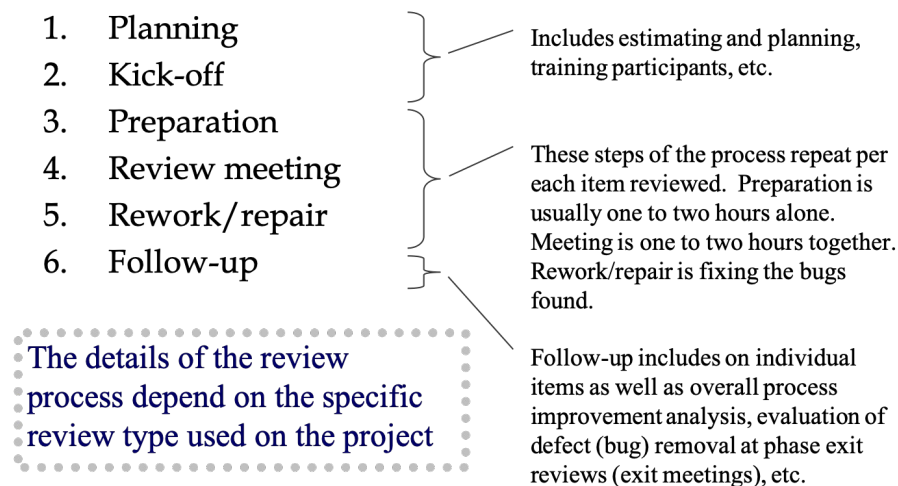 1. Planning
2. Kick-off
3. Preparation
4. Review meeting
5. Rework/repair
6. Follow-up
Includes estimating and planning,
training participants, etc.
These steps of the process repeat per
each item reviewed. Preparation is
usually one to two hours alone.
Meeting is one to two hours together.
Rework/repair is fixing the bugs
found.
Follow-up includes on individual
items as well as overall process
improvement analysis, evaluation of
defect (bug) removal at phase exit
reviews (exit meetings), etc.
The details of the review
process depend on the specific
review type used on the project